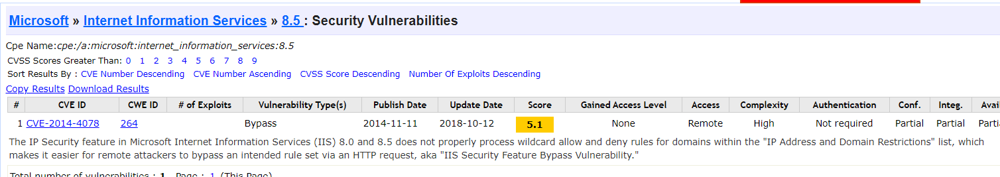 Microsoft » Internet Information Services » 8.5 : Security Vulnerabilities
Cpe Name:cpe:/a:microsoft:internet_information_services:8.5
CVSS Scores Greater Than: 0 1 2 3 4 5 6 7 8 9
Sort Results By : CVE Number Descending CVE Number Ascending CVSS Score Descending Number Of Exploits Descending
Copy Results Download Results
# CVE ID CWE ID # of Exploits Vulnerability Type(s) Publish Date Update Date Score Gained Access Level Access Complexity Authentication Conf. Integ. Avai
1 CVE-2014-4078 264 Bypass 2014-11-11 2018-10-12 5.1 None Remote High Not required Partial Partial Parti
The IP Security feature in Microsoft Internet Information Services (IIS) 8.0 and 8.5 does not properly process wildcard allow and deny rules for domains within the "IP Address and Domain Restrictions" list, which
makes it easier for remote attackers to bypass an intended rule set via an HTTP request, aka "IIS Security Feature Bypass Vulnerability."
Total number of vulnerabilities : 1 Page : 1 (This Page)